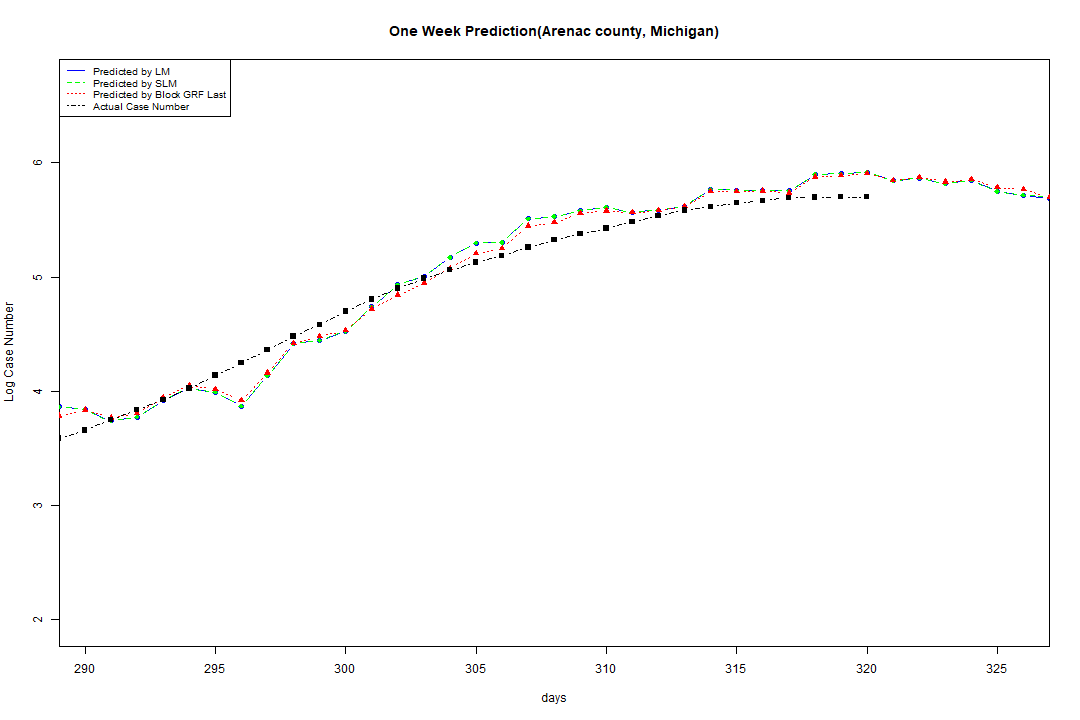 One Week Prediction(Arenac county, Michigan)
Predicted by LM
Predicted by SLM
Predicted by Block GRF Last
Actual Case Number
6
5
4
3
2
Log Case Number
290 295 300 305 310 315 320 325
days